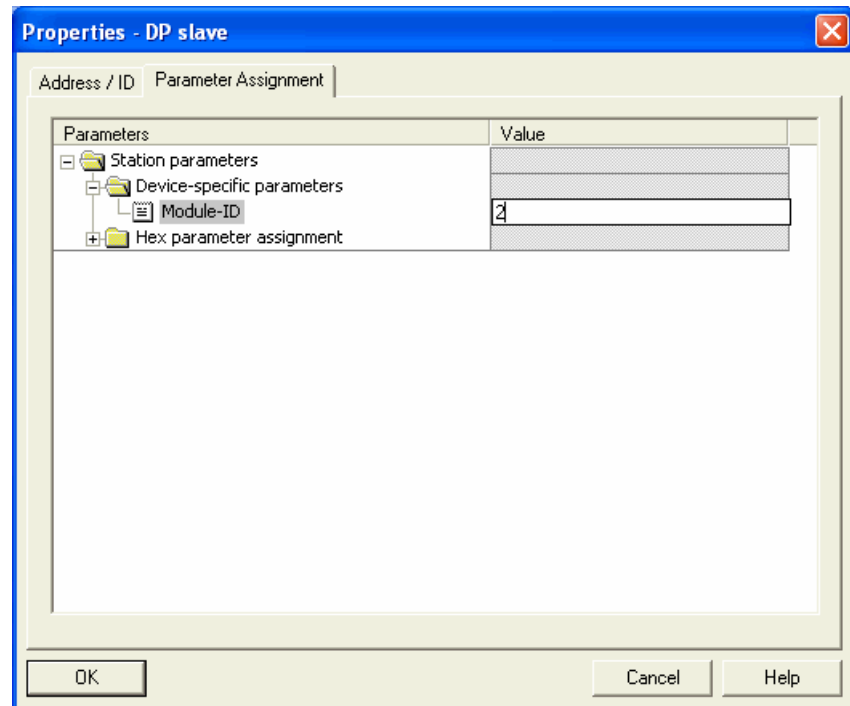 Properties - DP slave
Address / ID Parameter Assignment
Parameters Value
Station parameters
Device-specific parameters
Module-ID 2
Hex parameter assignment
OK Cancel Help